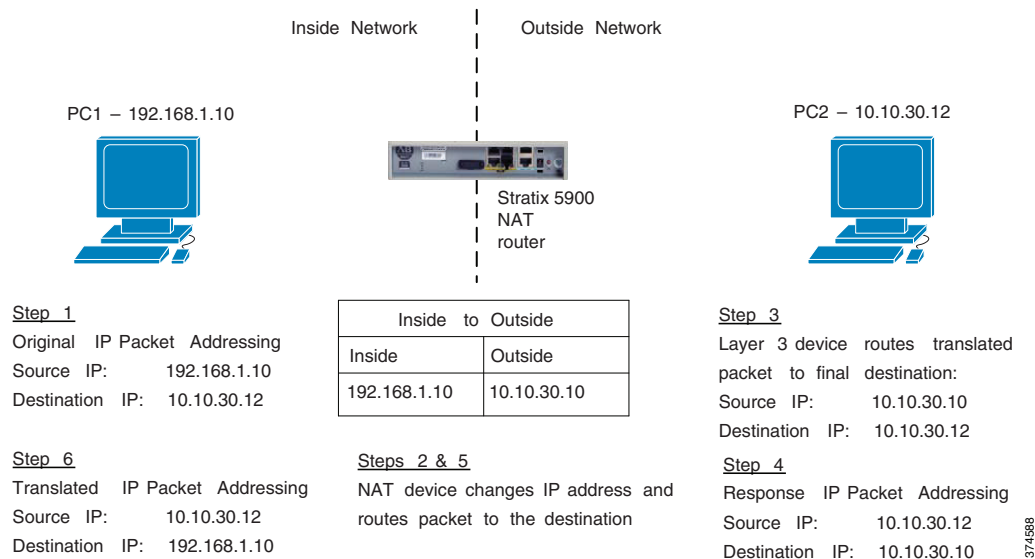 Inside Network
Outside Network
PC1 – 192.168.1.10
PC2 – 10.10.30.12
AB
Stratix 5900
NAT
router
Step 1
Original IP Packet Addressing
Source IP: 192.168.1.10
Destination IP: 10.10.30.12
Inside to Outside
Inside Outside
192.168.1.10 10.10.30.10
Step 3
Layer 3 device routes translated
packet to final destination:
Source IP: 10.10.30.10
Destination IP: 10.10.30.12
Step 6
Translated IP Packet Addressing
Source IP: 10.10.30.12
Destination IP: 192.168.1.10
Steps 2 & 5
NAT device changes IP address and
routes packet to the destination
Step 4
Response IP Packet Addressing
Source IP: 10.10.30.12
Destination IP: 10.10.30.10
374588